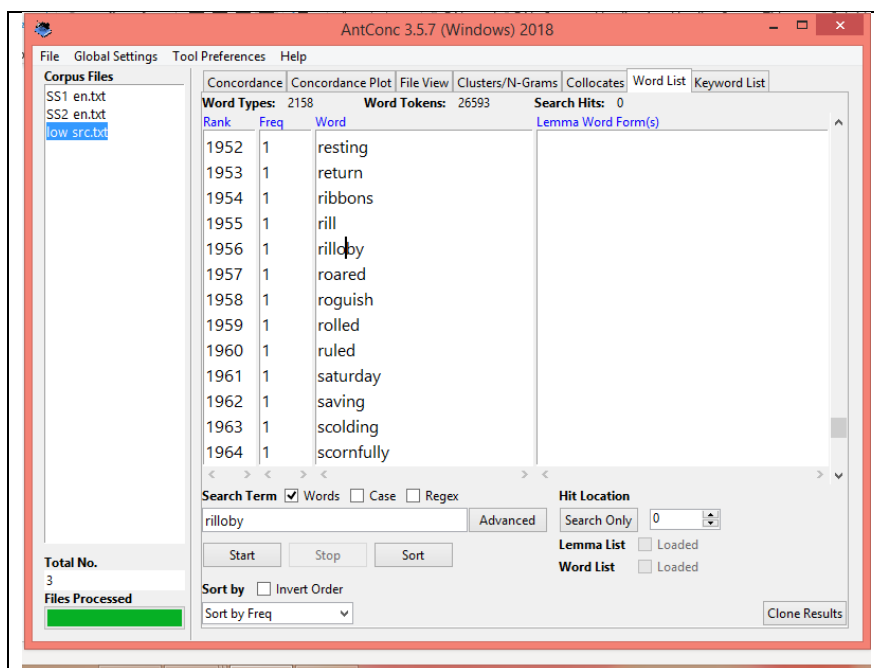 AntConc 3.5.7 (Windows) 2018
File Global Settings Tool Preferences Help
Corpus Files
SS1 en.txt
SS2 en.txt
low src.txt
Concordance Concordance Plot File View Clusters/N-Grams Collocates Word List Keyword List
Word Types: 2158 Word Tokens: 26593 Search Hits: 0
Rank Freq Word Lemma Word Form(s)
1952 1 resting
1953 1 return
1954 1 ribbons
1955 1 rill
1956 1 rilloby
1957 1 roared
1958 1 roguish
1959 1 rolled
1960 1 ruled
1961 1 saturday
1962 1 saving
1963 1 scolding
1964 1 scornfully
Search Term Words Case Regex Hit Location
rilloby Advanced Search Only 0
Start Stop Sort Lemma List Loaded
Word List Loaded
Total No.
3
Files Processed
Sort by Invert Order
Sort by Freq Clone Results